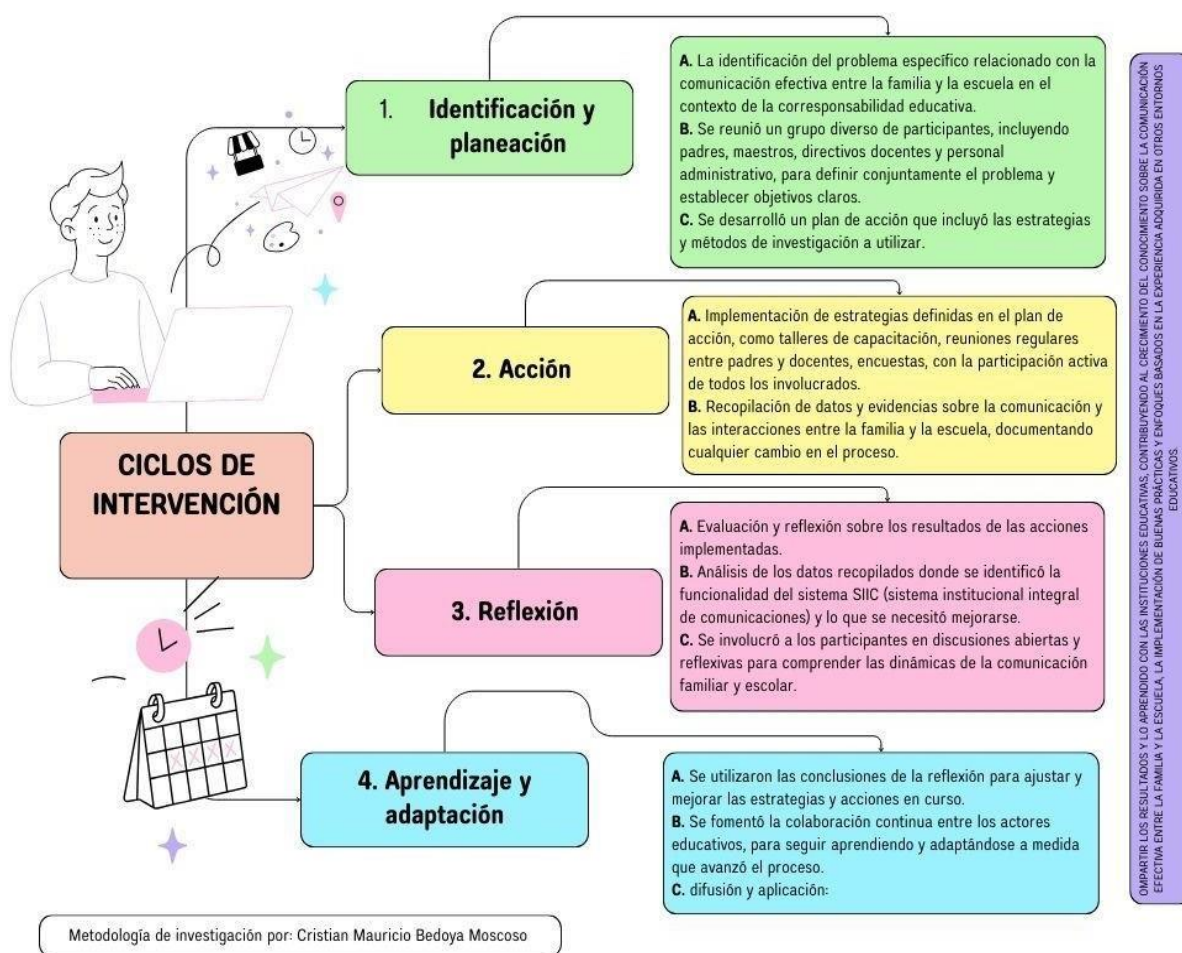 1. Identificación y
planeación
A. La identificación del problema específico relacionado con la
comunicación efectiva entre la familia y la escuela en el
contexto de la corresponsabilidad educativa.
B. Se reunió un grupo diverso de participantes, incluyendo
padres, maestros, directivos docentes y personal
administrativo, para definir conjuntamente el problema y
establecer objetivos claros.
C. Se desarrolló un plan de acción que incluyó las estrategias
y métodos de investigación a utilizar.
2. Acción
A. Implementación de estrategias definidas en el plan de
acción, como talleres de capacitación, reuniones regulares
entre padres y docentes, encuestas, con la participación activa
de todos los involucrados.
B. Recopilación de datos y evidencias sobre la comunicación y
las interacciones entre la familia y la escuela, documentando
cualquier cambio en el proceso.
CICLOS DE
INTERVENCIÓN
3. Reflexión
A. Evaluación y reflexión sobre los resultados de las acciones
implementadas.
B. Análisis de los datos recopilados donde se identificó la
funcionalidad del sistema SIIC (sistema institucional integral
de comunicaciones) y lo que se necesitó mejorarse.
C. Se involucró a los participantes en discusiones abiertas y
reflexivas para comprender las dinámicas de la comunicación
familiar y escolar.
4. Aprendizaje y
adaptación
A. Se utilizaron las conclusiones de la reflexión para ajustar y
mejorar las estrategias y acciones en curso.
B. Se fomentó la colaboración continua entre los actores
educativos, para seguir aprendiendo y adaptándose a medida
que avanzó el proceso.
C. difusión y aplicación:
OMPARTIR LOS RESULTADOS Y LO APRENDIDO CON LAS INSTITUCIONES EDUCATIVAS, CONTRIBUYENDO AL CRECIMIENTO DEL CONOCIMIENTO SOBRE LA COMUNICACIÓN
EFECTIVA ENTRE LA FAMILIA Y LA ESCUELA, LA IMPLEMENTACIÓN DE BUENAS PRÁCTICAS Y ENFOQUES BASADOS EN LA EXPERIENCIA ADQUIRIDA EN OTROS ENTORNOS
EDUCATIVOS.
Metodología de investigación por: Cristian Mauricio Bedoya Moscoso